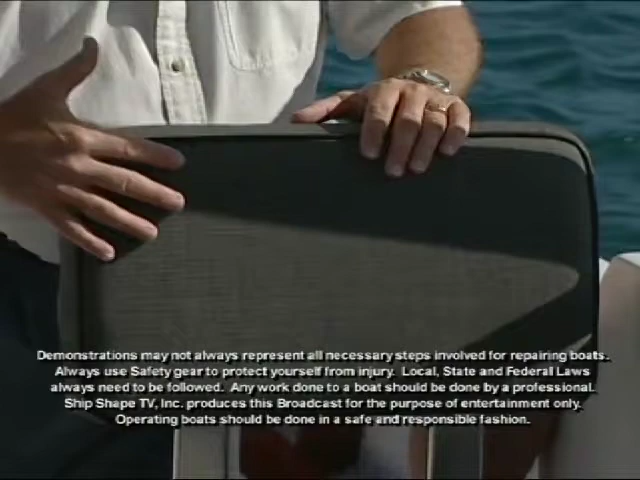 Demonstrations may not always represent all necessary steps involved for repairing boats.
Always use Safety gear to protect yourself from injury. Local, State and Federal Laws
always need to be followed. Any work done to a boat should be done by a professional.
Ship Shape TV, Inc. produces this Broadcast for the purpose of entertainment only.
Operating boats should be done in a safe and responsible fashion.